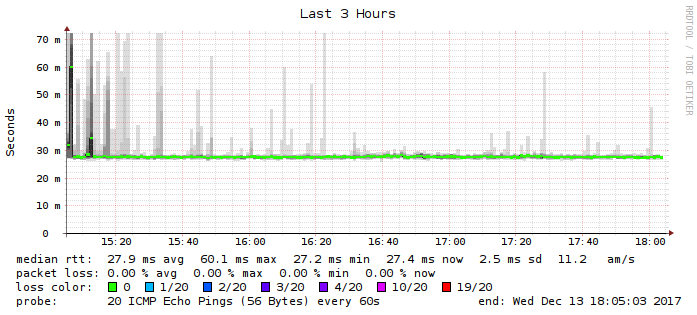 Last 3 Hours
RRDTOOL / TOBI OETIKER
Seconds
70 m
60 m
50 m
40 m
30 m
20 m
10 m
0
15:20 15:40 16:00 16:20 16:40 17:00 17:20 17:40 18:00
median rtt: 27.9 ms avg 60.1 ms max 27.2 ms min 27.4 ms now 2.5 ms sd 11.2 am/s
packet loss: 0.00 % avg 0.00 % max 0.00 % min 0.00 % now
loss color: 0 1/20 2/20 3/20 4/20 10/20 19/20
probe: 20 ICMP Echo Pings (56 Bytes) every 60s end: Wed Dec 13 18:05:03 2017